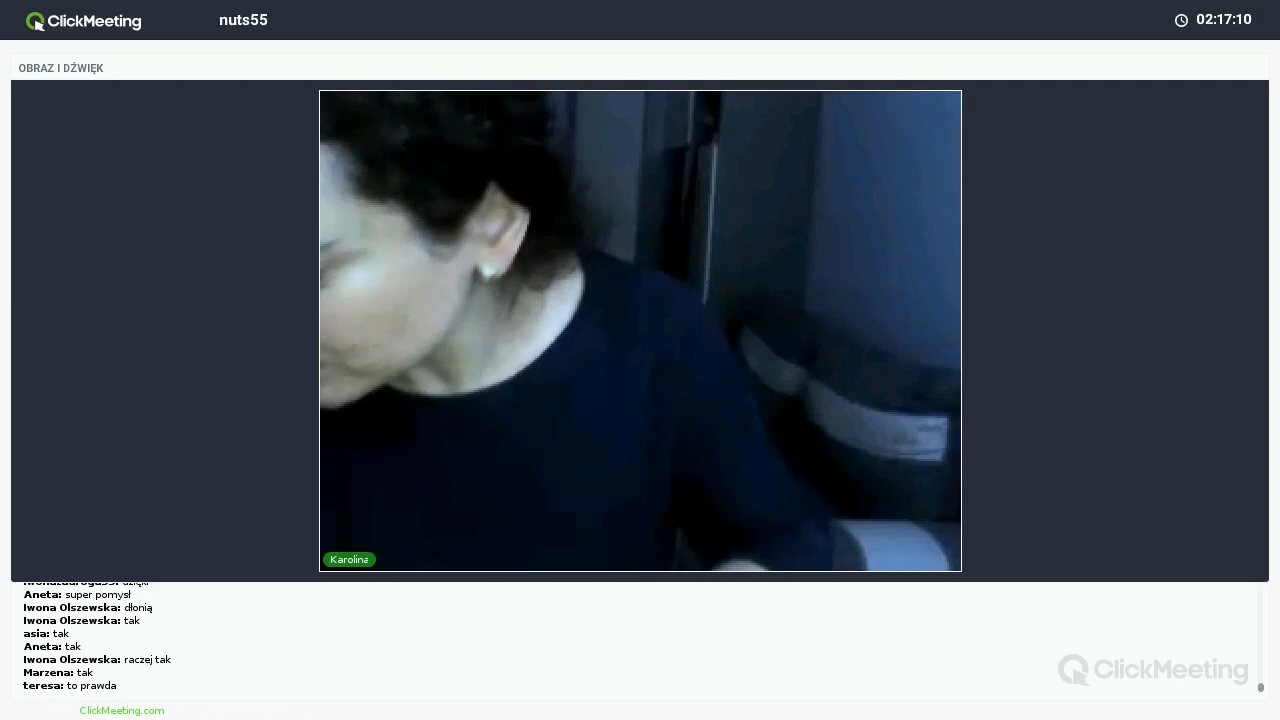 ClickMeeting
nuts55
02:17:10
OBRAZ I DŹWIĘK
Karolina
Aneta: super pomysł
Iwona Olszewska: dłonią
Iwona Olszewska: tak
asia: tak
Aneta: tak
Iwona Olszewska: raczej tak
Marzena: tak
teresa: to prawda
ClickMeeting
ClickMeeting.com